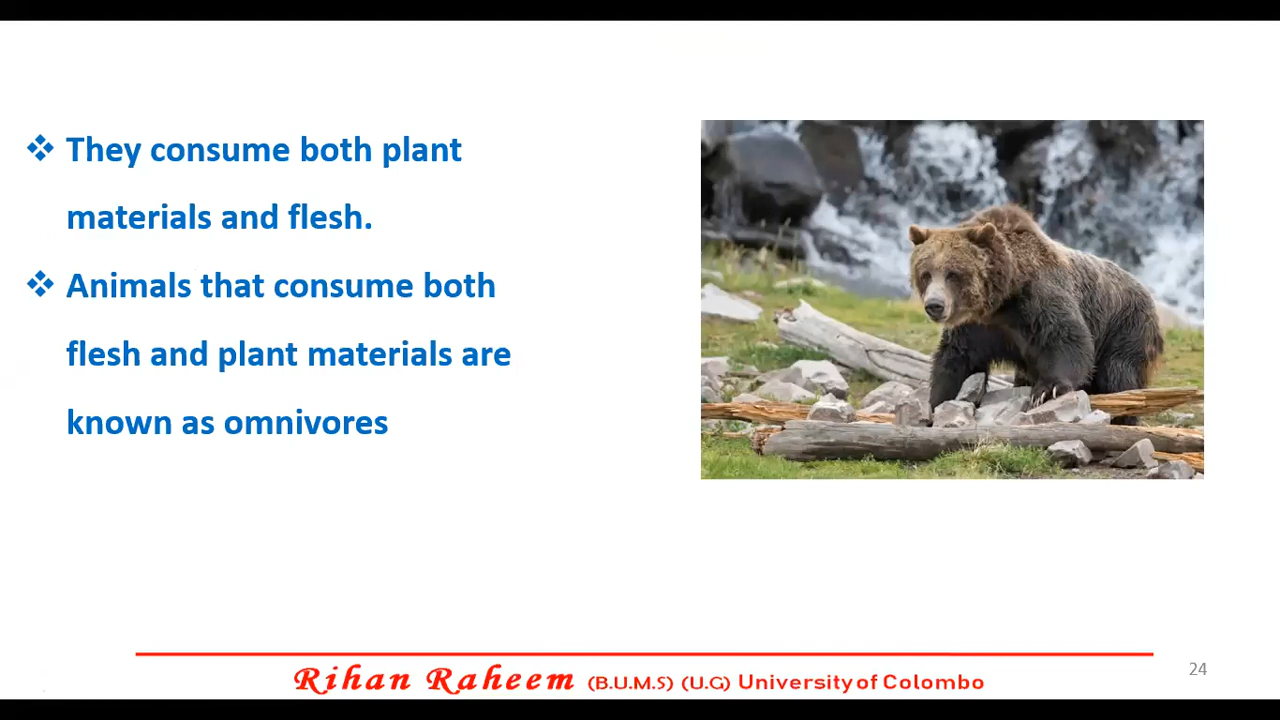 ❖ They consume both plant
materials and flesh.
❖ Animals that consume both
flesh and plant materials are
known as omnivores
Rihan Raheem (B.U.M.S) (U.G) University of Colombo
24